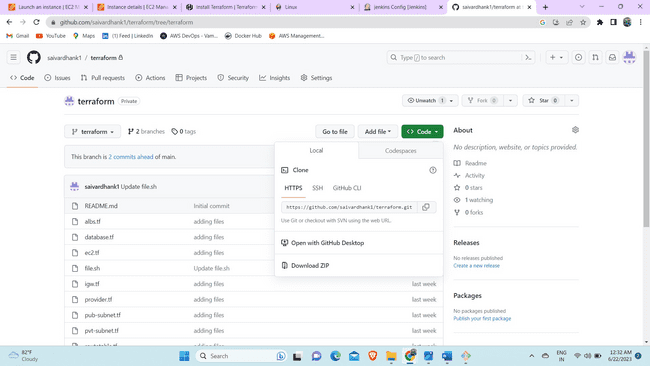 Launch an instance | EC2 M
Instance details | EC2 Mana
Install Terraform | Terraform
Linux
Jenkins Config [Jenkins]
saivardhank1/terraform at
github.com/saivardhank1/terraform/tree/terraform
Gmail
YouTube
Maps
(1) Feed | LinkedIn
AWS DevOps - Vam...
Docker Hub
AWS Management...
saivardhank1 / terraform
Type / to search
Code
Issues
Pull requests
Actions
Projects
Security
Insights
Settings
terraform Private
Unwatch 1
Fork 0
Star 0
terraform
2 branches
0 tags
Go to file
Add file
Code
This branch is 2 commits ahead of main.
saivardhank1 Update file.sh
README.md Initial commit
albs.tf adding files
database.tf adding files
ec2.tf adding files
file.sh Update file.sh
igw.tf adding files last week
provider.tf adding files last week
pub-subnet.tf adding files last week
pvt-subnet.tf adding files last week
Local
Codespaces
Clone
HTTPS SSH GitHub CLI
https://github.com/saivardhank1/terraform.git
Use Git or checkout with SVN using the web URL.
Open with GitHub Desktop
Download ZIP
About
No description, website, or topics provided.
Readme
Activity
0 stars
1 watching
0 forks
Releases
No releases published
Create a new release
Packages
No packages published
Publish your first package
82°F
Cloudy
Search
ENG
IN
12:32 AM
6/22/2023